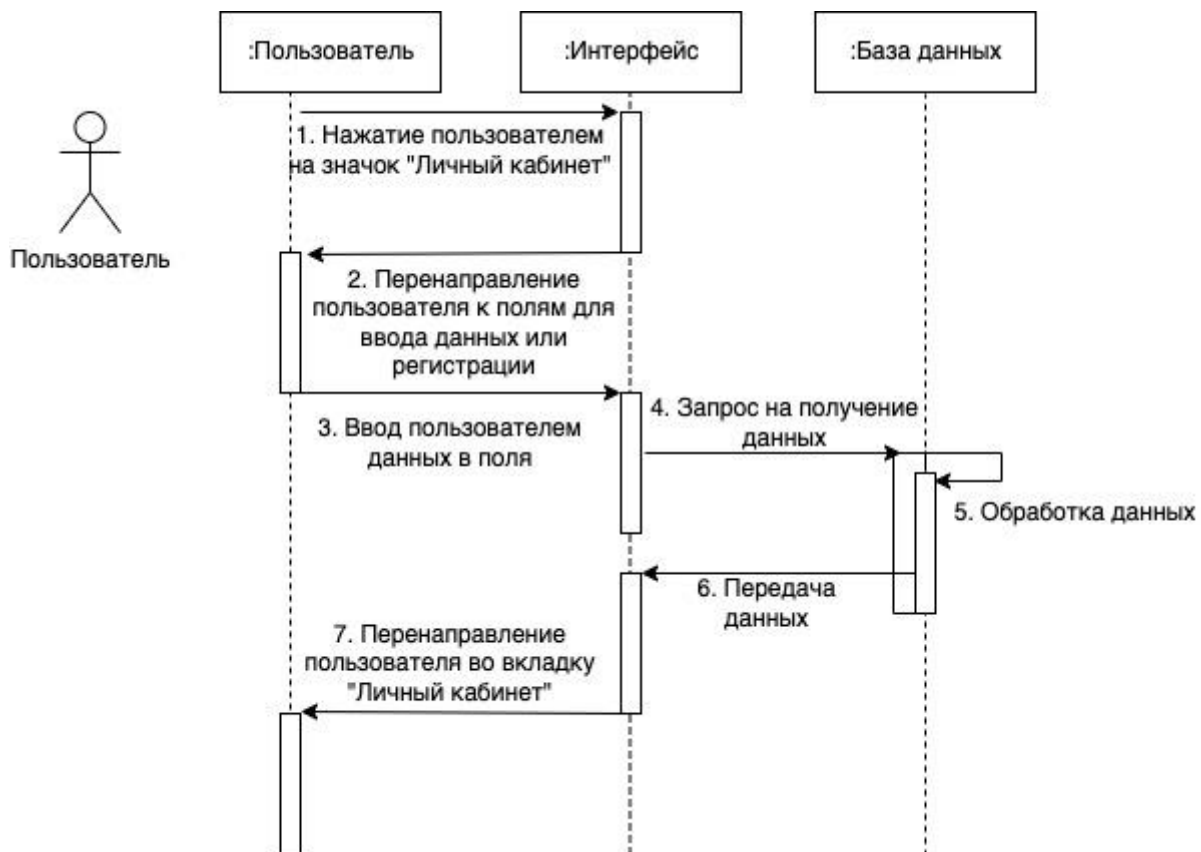 :Пользователь
:Интерфейс
:База данных
Пользователь
1. Нажатие пользователем
на значок "Личный кабинет"
2. Перенаправление
пользователя к полям для
ввода данных или
регистрации
3. Ввод пользователем
данных в поля
4. Запрос на получение
данных
5. Обработка данных
6. Передача
данных
7. Перенаправление
пользователя во вкладку
"Личный кабинет"